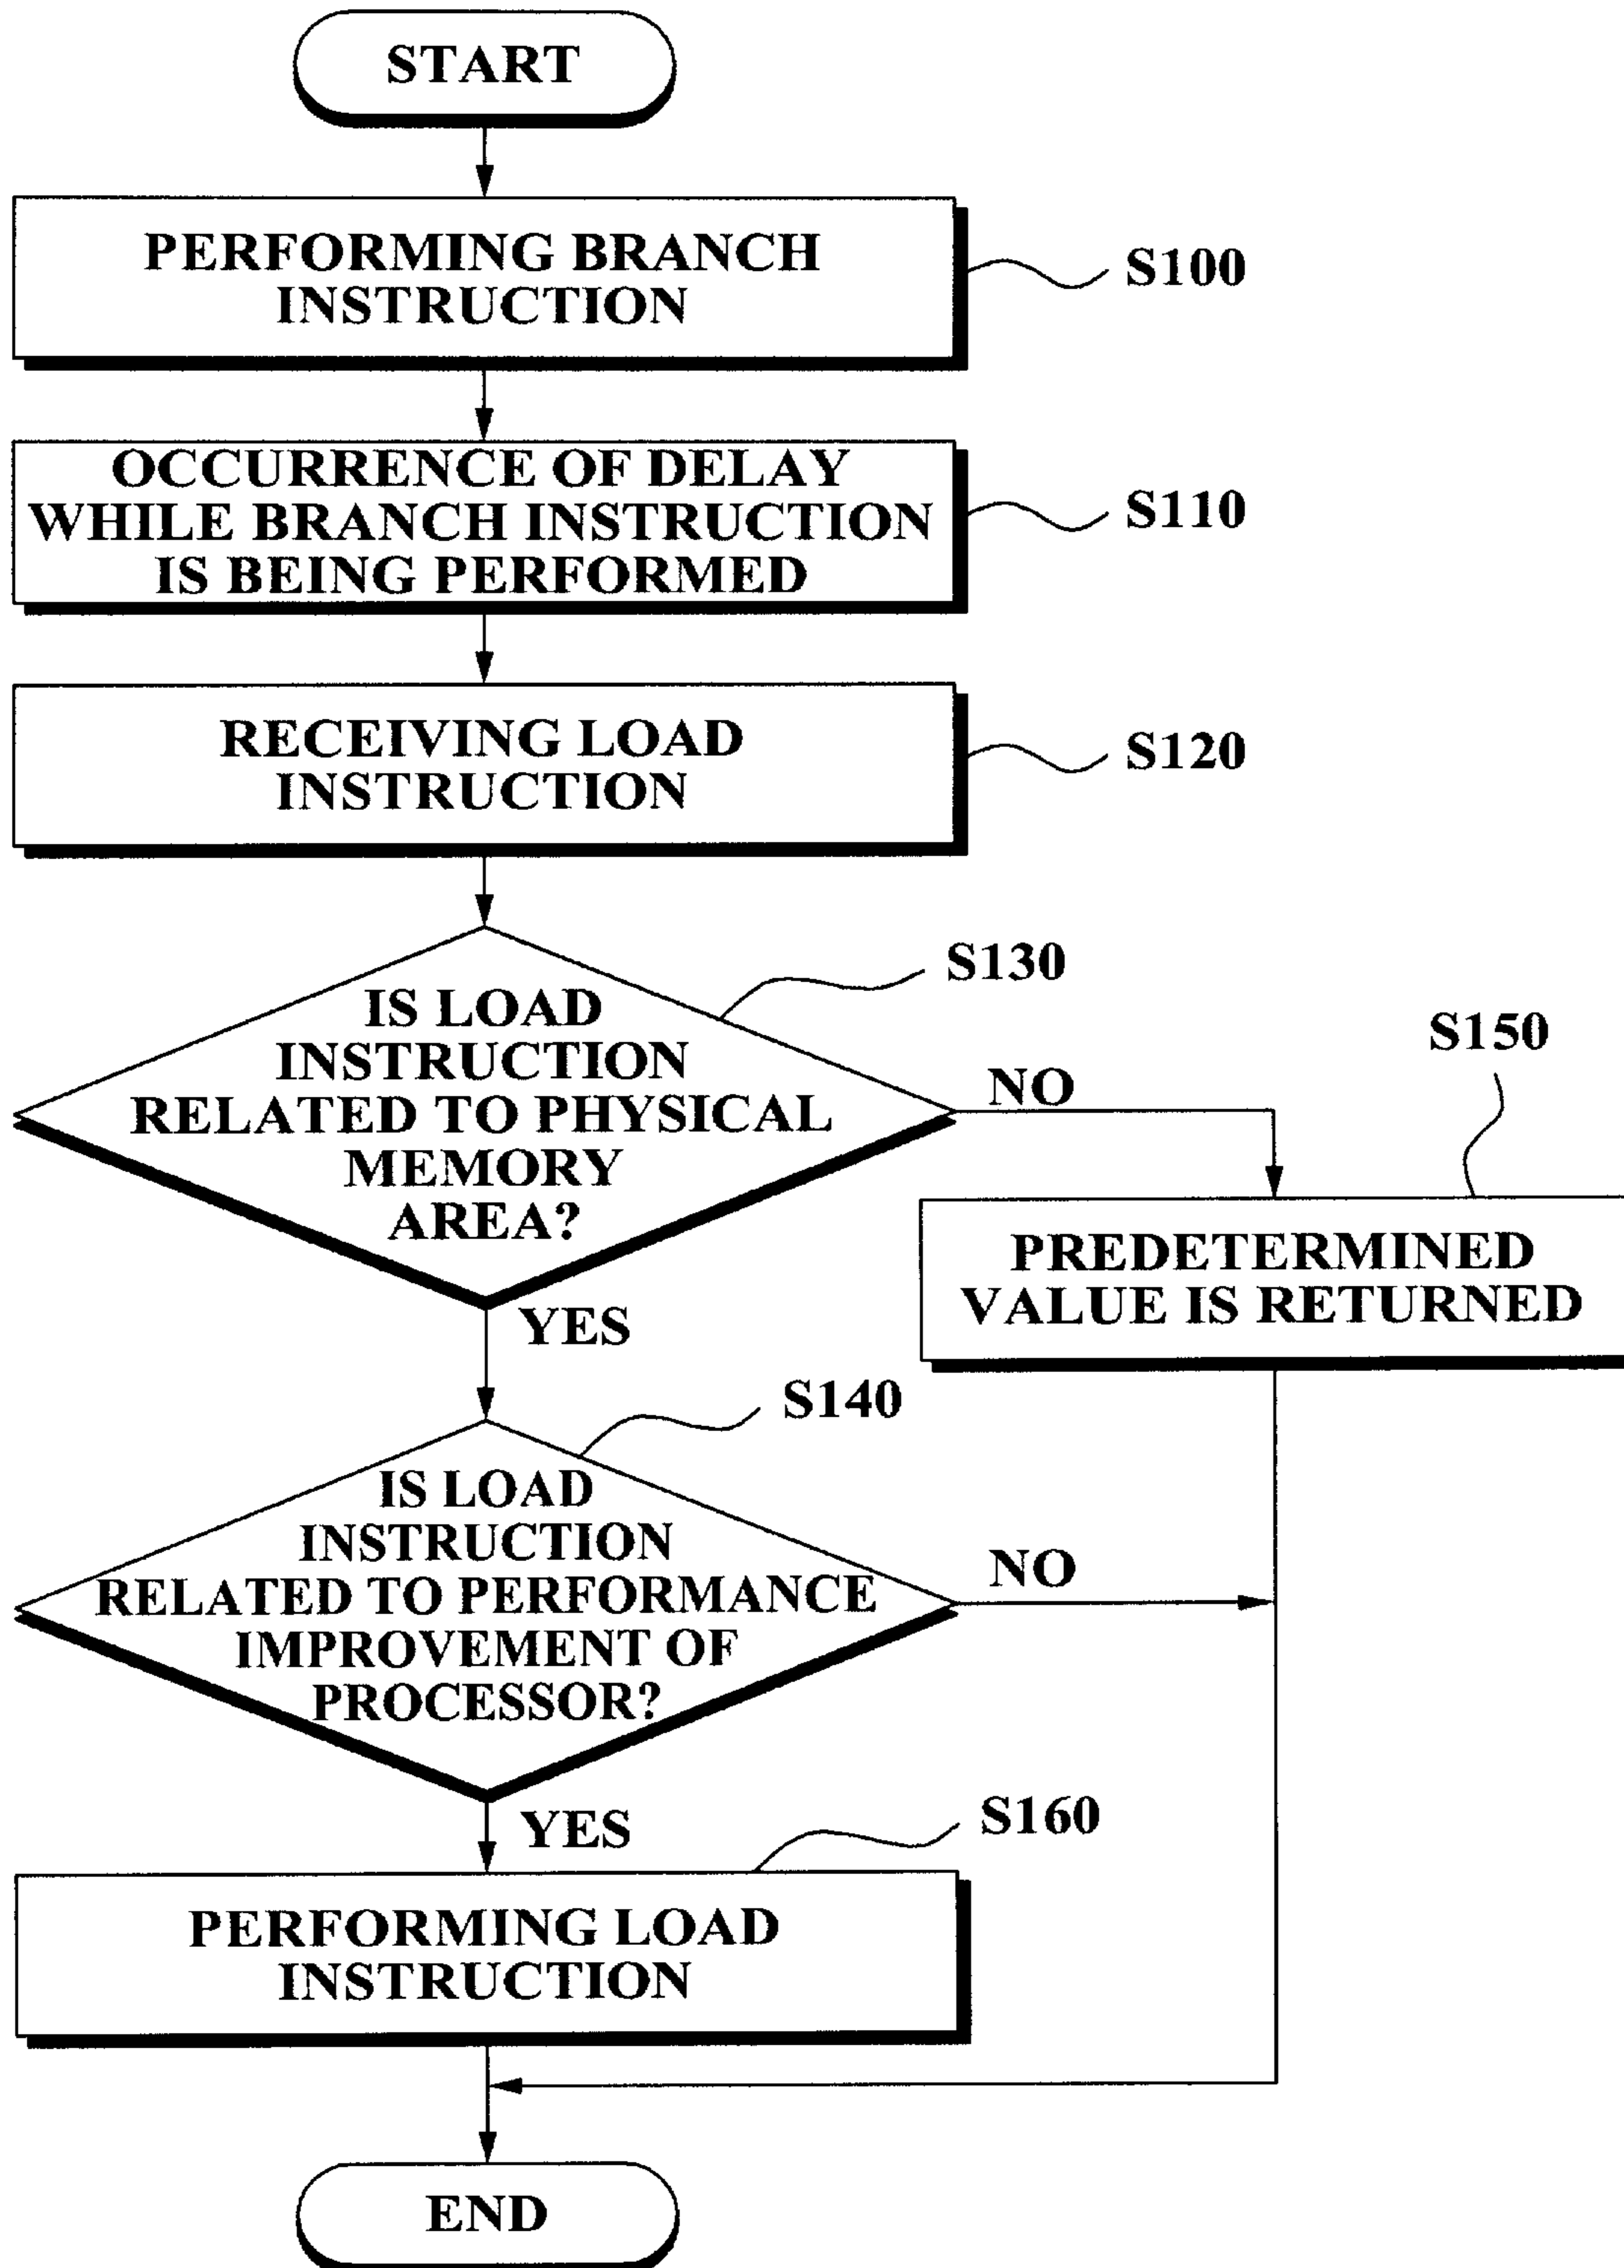 START
PERFORMING BRANCH
INSTRUCTION
S100
OCCURRENCE OF DELAY
WHILE BRANCH INSTRUCTION
IS BEING PERFORMED
S110
RECEIVING LOAD
INSTRUCTION
S120
IS LOAD
INSTRUCTION
RELATED TO PHYSICAL
MEMORY
AREA?
S130
NO
S150
PREDETERMINED
VALUE IS RETURNED
YES
S140
IS LOAD
INSTRUCTION
RELATED TO PERFORMANCE
IMPROVEMENT OF
PROCESSOR?
NO
YES
S160
PERFORMING LOAD
INSTRUCTION
END